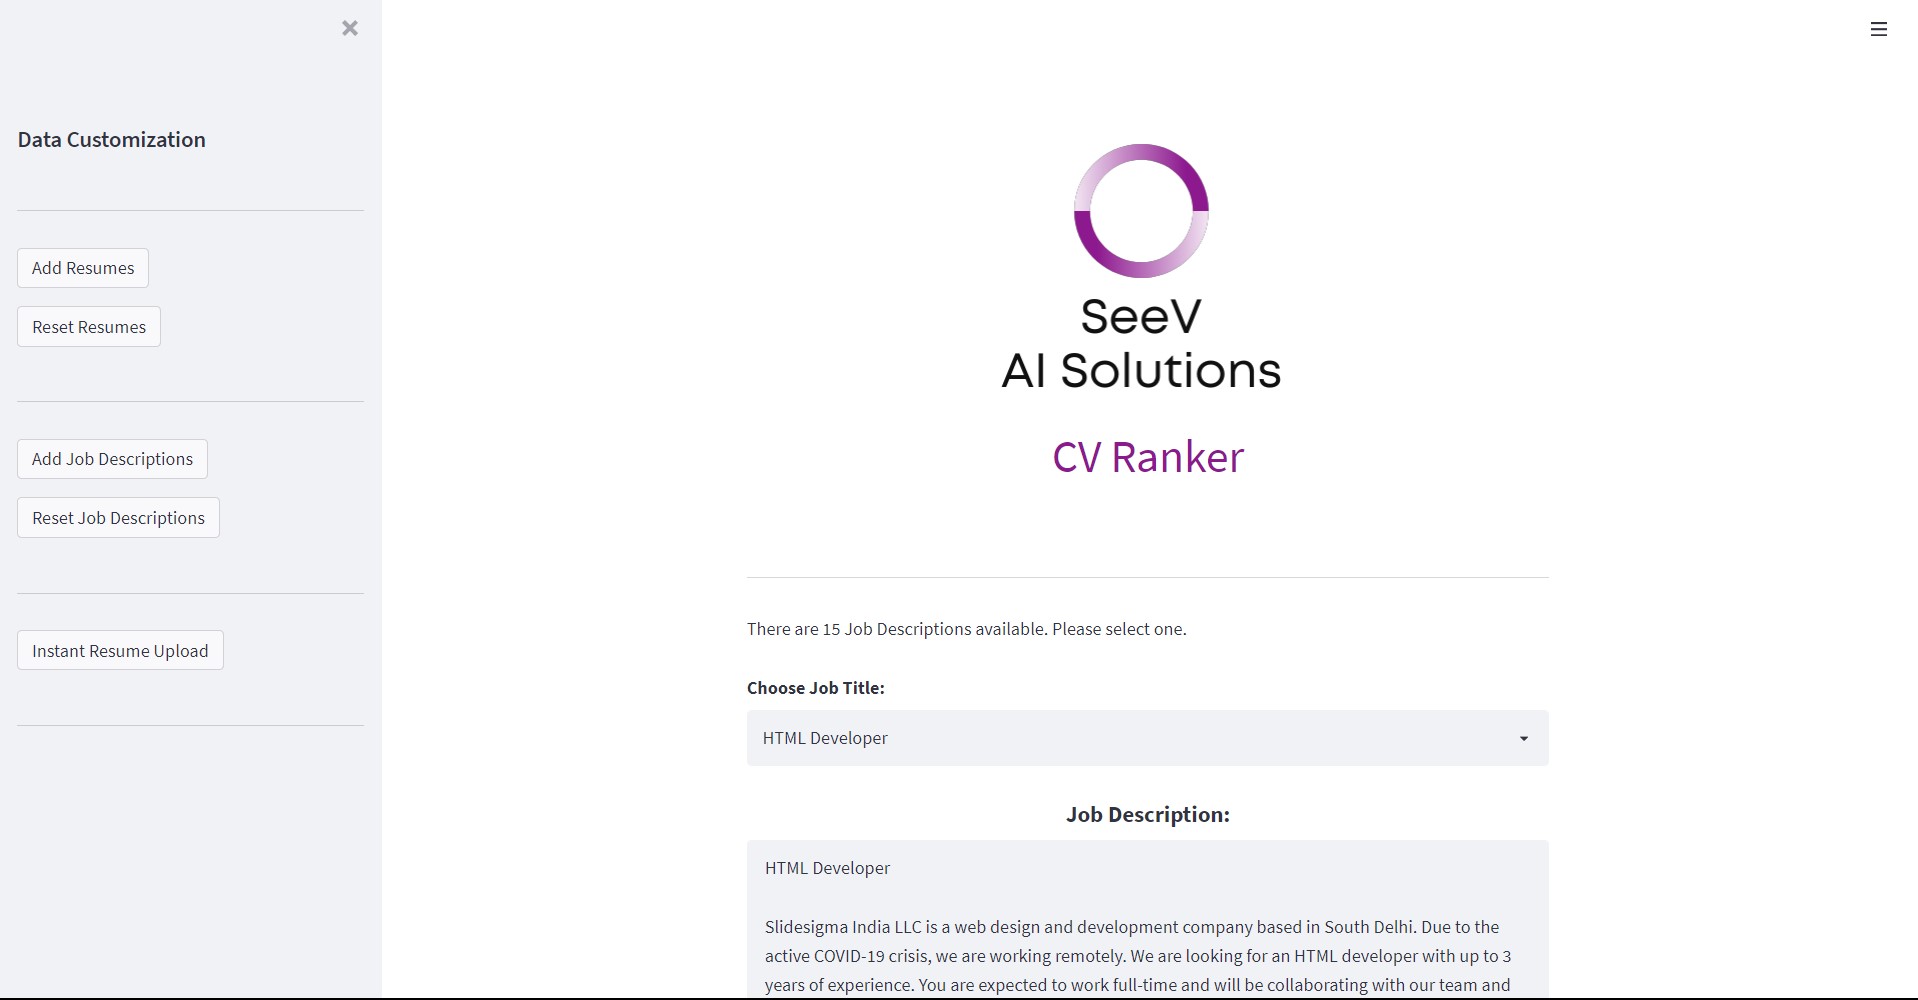 Data Customization
Add Resumes
Reset Resumes
Add Job Descriptions
Reset Job Descriptions
Instant Resume Upload
SeeV
AI Solutions
CV Ranker
There are 15 Job Descriptions available. Please select one.
Choose Job Title:
HTML Developer
Job Description:
HTML Developer
Slidesigma India LLC is a web design and development company based in South Delhi. Due to the
active COVID-19 crisis, we are working remotely. We are looking for an HTML developer with up to 3
years of experience. You are expected to work full-time and will be collaborating with our team and